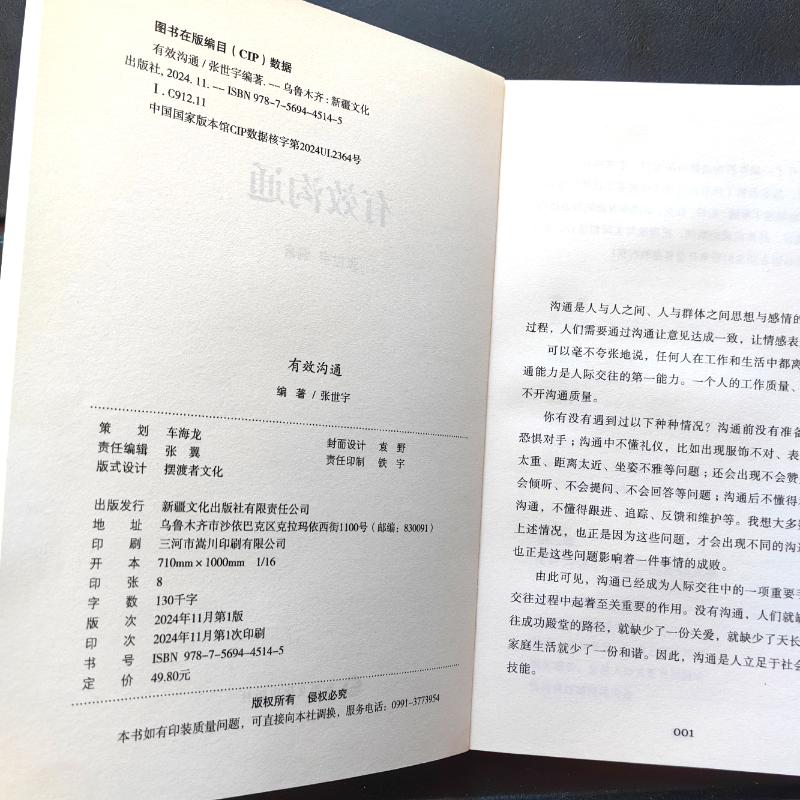 图书在版编目（CIP）数据
有效沟通 / 张世宇编著. -- 乌鲁木齐：新疆文化
出版社, 2024. 11. -- ISBN 978-7-5694-4514-5
Ⅰ. C912.11
中国国家版本馆CIP数据核字第2024UL2364号
有效沟通
编 著 / 张世宇
策 划 车海龙
封面设计 袁 野
责任编辑 张 翼
责任印制 铁 宇
版式设计 摆渡者文化
出版发行 新疆文化出版社有限责任公司
地 址 乌鲁木齐市沙依巴克区克拉玛依西街1100号（邮编：830091）
印 刷 三河市嵩川印刷有限公司
开 本 710mm×1000mm 1/16
印 张 8
字 数 130千字
版 次 2024年11月第1版
印 次 2024年11月第1次印刷
书 号 ISBN 978-7-5694-4514-5
定 价 49.80元
版权所有 侵权必究
本书如有印装质量问题，可直接向本社调换，服务电话：0991-3773954
沟通是人与人之间、人与群体之间思想与感情的
过程，人们需要通过沟通让意见达成一致，让情感表
可以毫不夸张地说，任何人在工作和生活中都离
通能力是人际交往的第一能力。一个人的工作质量、
不开沟通质量。
你有没有遇到过以下种种情况？沟通前没有准备
恐惧对手；沟通中不懂礼仪，比如出现服饰不对、表
太重、距离太近、坐姿不雅等问题；还会出现不会赞
会倾听、不会提问、不会回答等问题；沟通后不懂得
沟通，不懂得跟进、追踪、反馈和维护等。我想大多
上述情况，也正是因为这些问题，才会出现不同的沟
也正是这些问题影响着一件事情的成败。
由此可见，沟通已经成为人际交往中的一项重要
交往过程中起着至关重要的作用。没有沟通，人们就缺
往成功殿堂的路径，就缺少了一份关爱，就缺少了天长
家庭生活就少了一份和谐。因此，沟通是人立足于社会
技能。
001